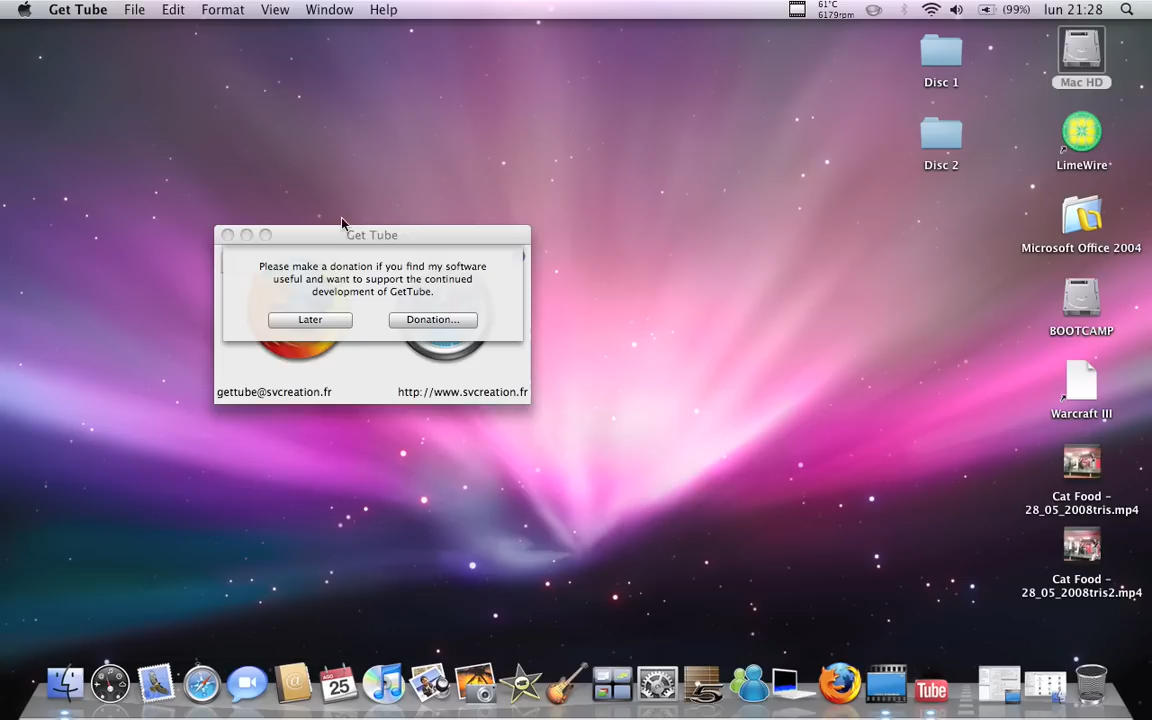 Get Tube File Edit Format View Window Help
61°C
6179rpm
(99%) lun 21:28
Disc 1
Mac HD
Disc 2
LimeWire
Microsoft Office 2004
BOOTCAMP
Warcraft III
Cat Food -
28_05_2008tris.mp4
Cat Food -
28_05_2008tris2.mp4
Get Tube
Please make a donation if you find my software
useful and want to support the continued
development of GetTube.
Later Donation...
gettube@svcreation.fr http://www.svcreation.fr
AGO
25
5
Tube